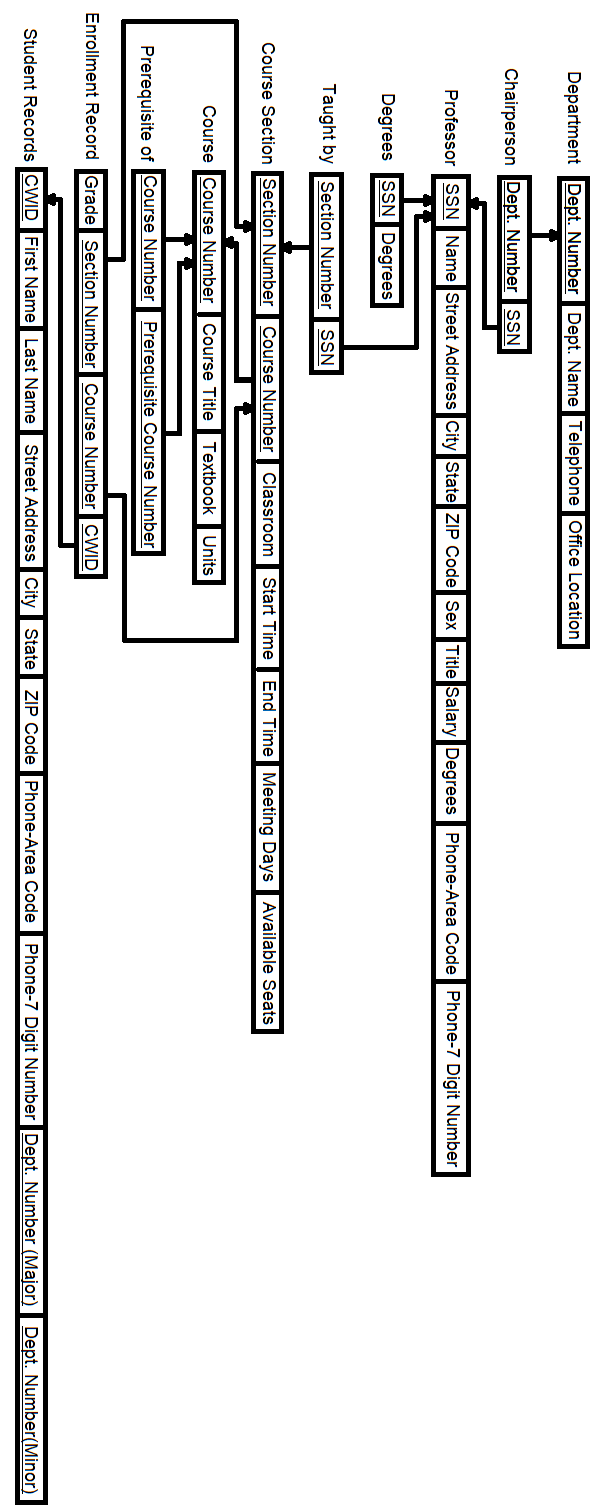 Department
Dept. Number Dept. Name Telephone Office Location
Chairperson
Dept. Number SSN
Professor
SSN Name Street Address City State ZIP Code Sex Title Salary Degrees Phone-Area Code Phone-7 Digit Number
Degrees
SSN Degrees
Taught by
Section Number SSN
Course Section
Section Number Course Number Classroom Start Time End Time Meeting Days Available Seats
Course
Course Number Course Title Textbook Units
Prerequisite of
Course Number Prerequisite Course Number
Enrollment Record
Grade Section Number Course Number CWID
Student Records
CWID First Name Last Name Street Address City State ZIP Code Phone-Area Code Phone-7 Digit Number Dept. Number (Major) Dept. Number(Minor)